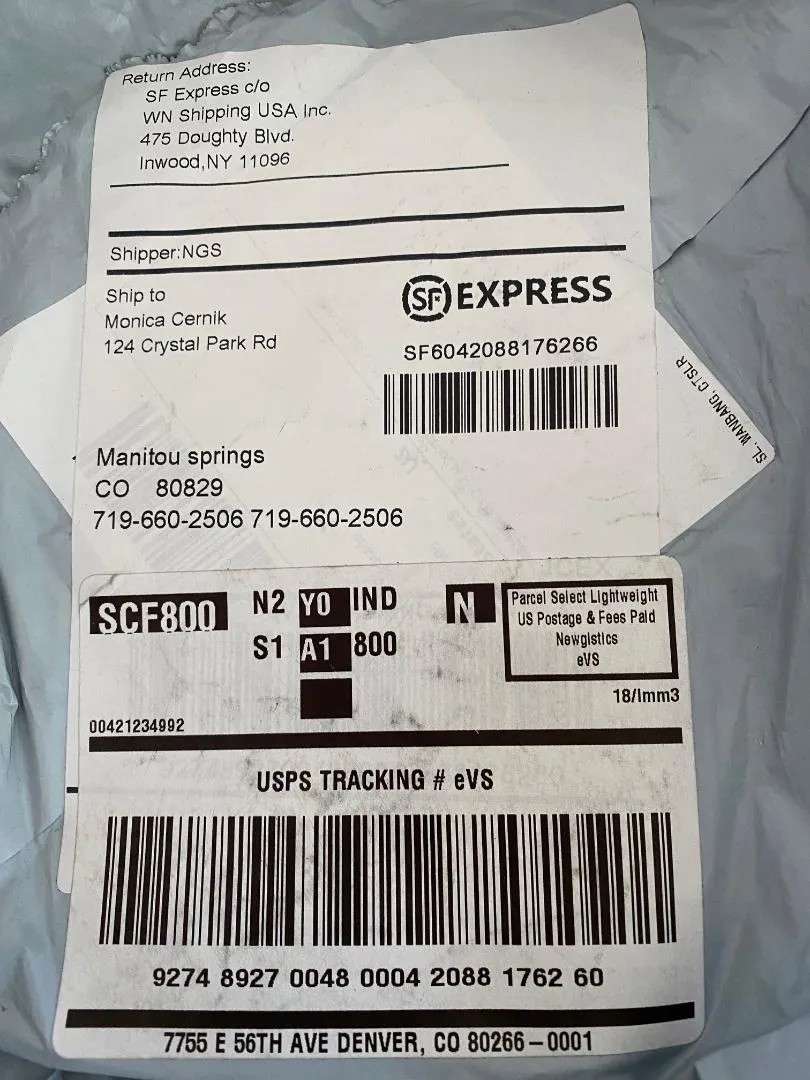 Return Address:
SF Express c/o
WN Shipping USA Inc.
475 Doughty Blvd.
Inwood,NY 11096
Shipper:NGS
Ship to
Monica Cernik
124 Crystal Park Rd
SF EXPRESS
SF6042088176266
SL, WANBANG, CTSLR
Manitou springs
CO 80829
719-660-2506 719-660-2506
SCF800
N2 Y0 IND
S1 A1 800
N
Parcel Select Lightweight
US Postage & Fees Paid
Newgistics
eVS
18/lmm3
00421234992
USPS TRACKING # eVS
9274 8927 0048 0004 2088 1762 60
7755 E 56TH AVE DENVER, CO 80266-0001